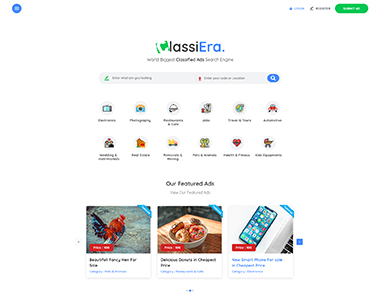 LOGIN
REGISTER
SUBMIT AD
ClassiEra.
World Biggest Classified Ads Search Engine
Enter what are you looking
Enter your code or Location
Electronics
Photography
Restaurants & Cafe
Jobs
Travel & Tours
Automotive
Wedding &
Real Estate
Removals & Moving
Pets & Animals
Health & Fitness
Kids Equipments
Our Featured Ads
View Our Featured Ads
Price :
Price :
Price :
Beautifull Fancy Hen For Sale
Category : Pets & Animals
Delicious Donuts in Cheapest Price
Category : Restaurants & Cafe
New Smart Phone For sale in Cheapest Price
Category : Electronics